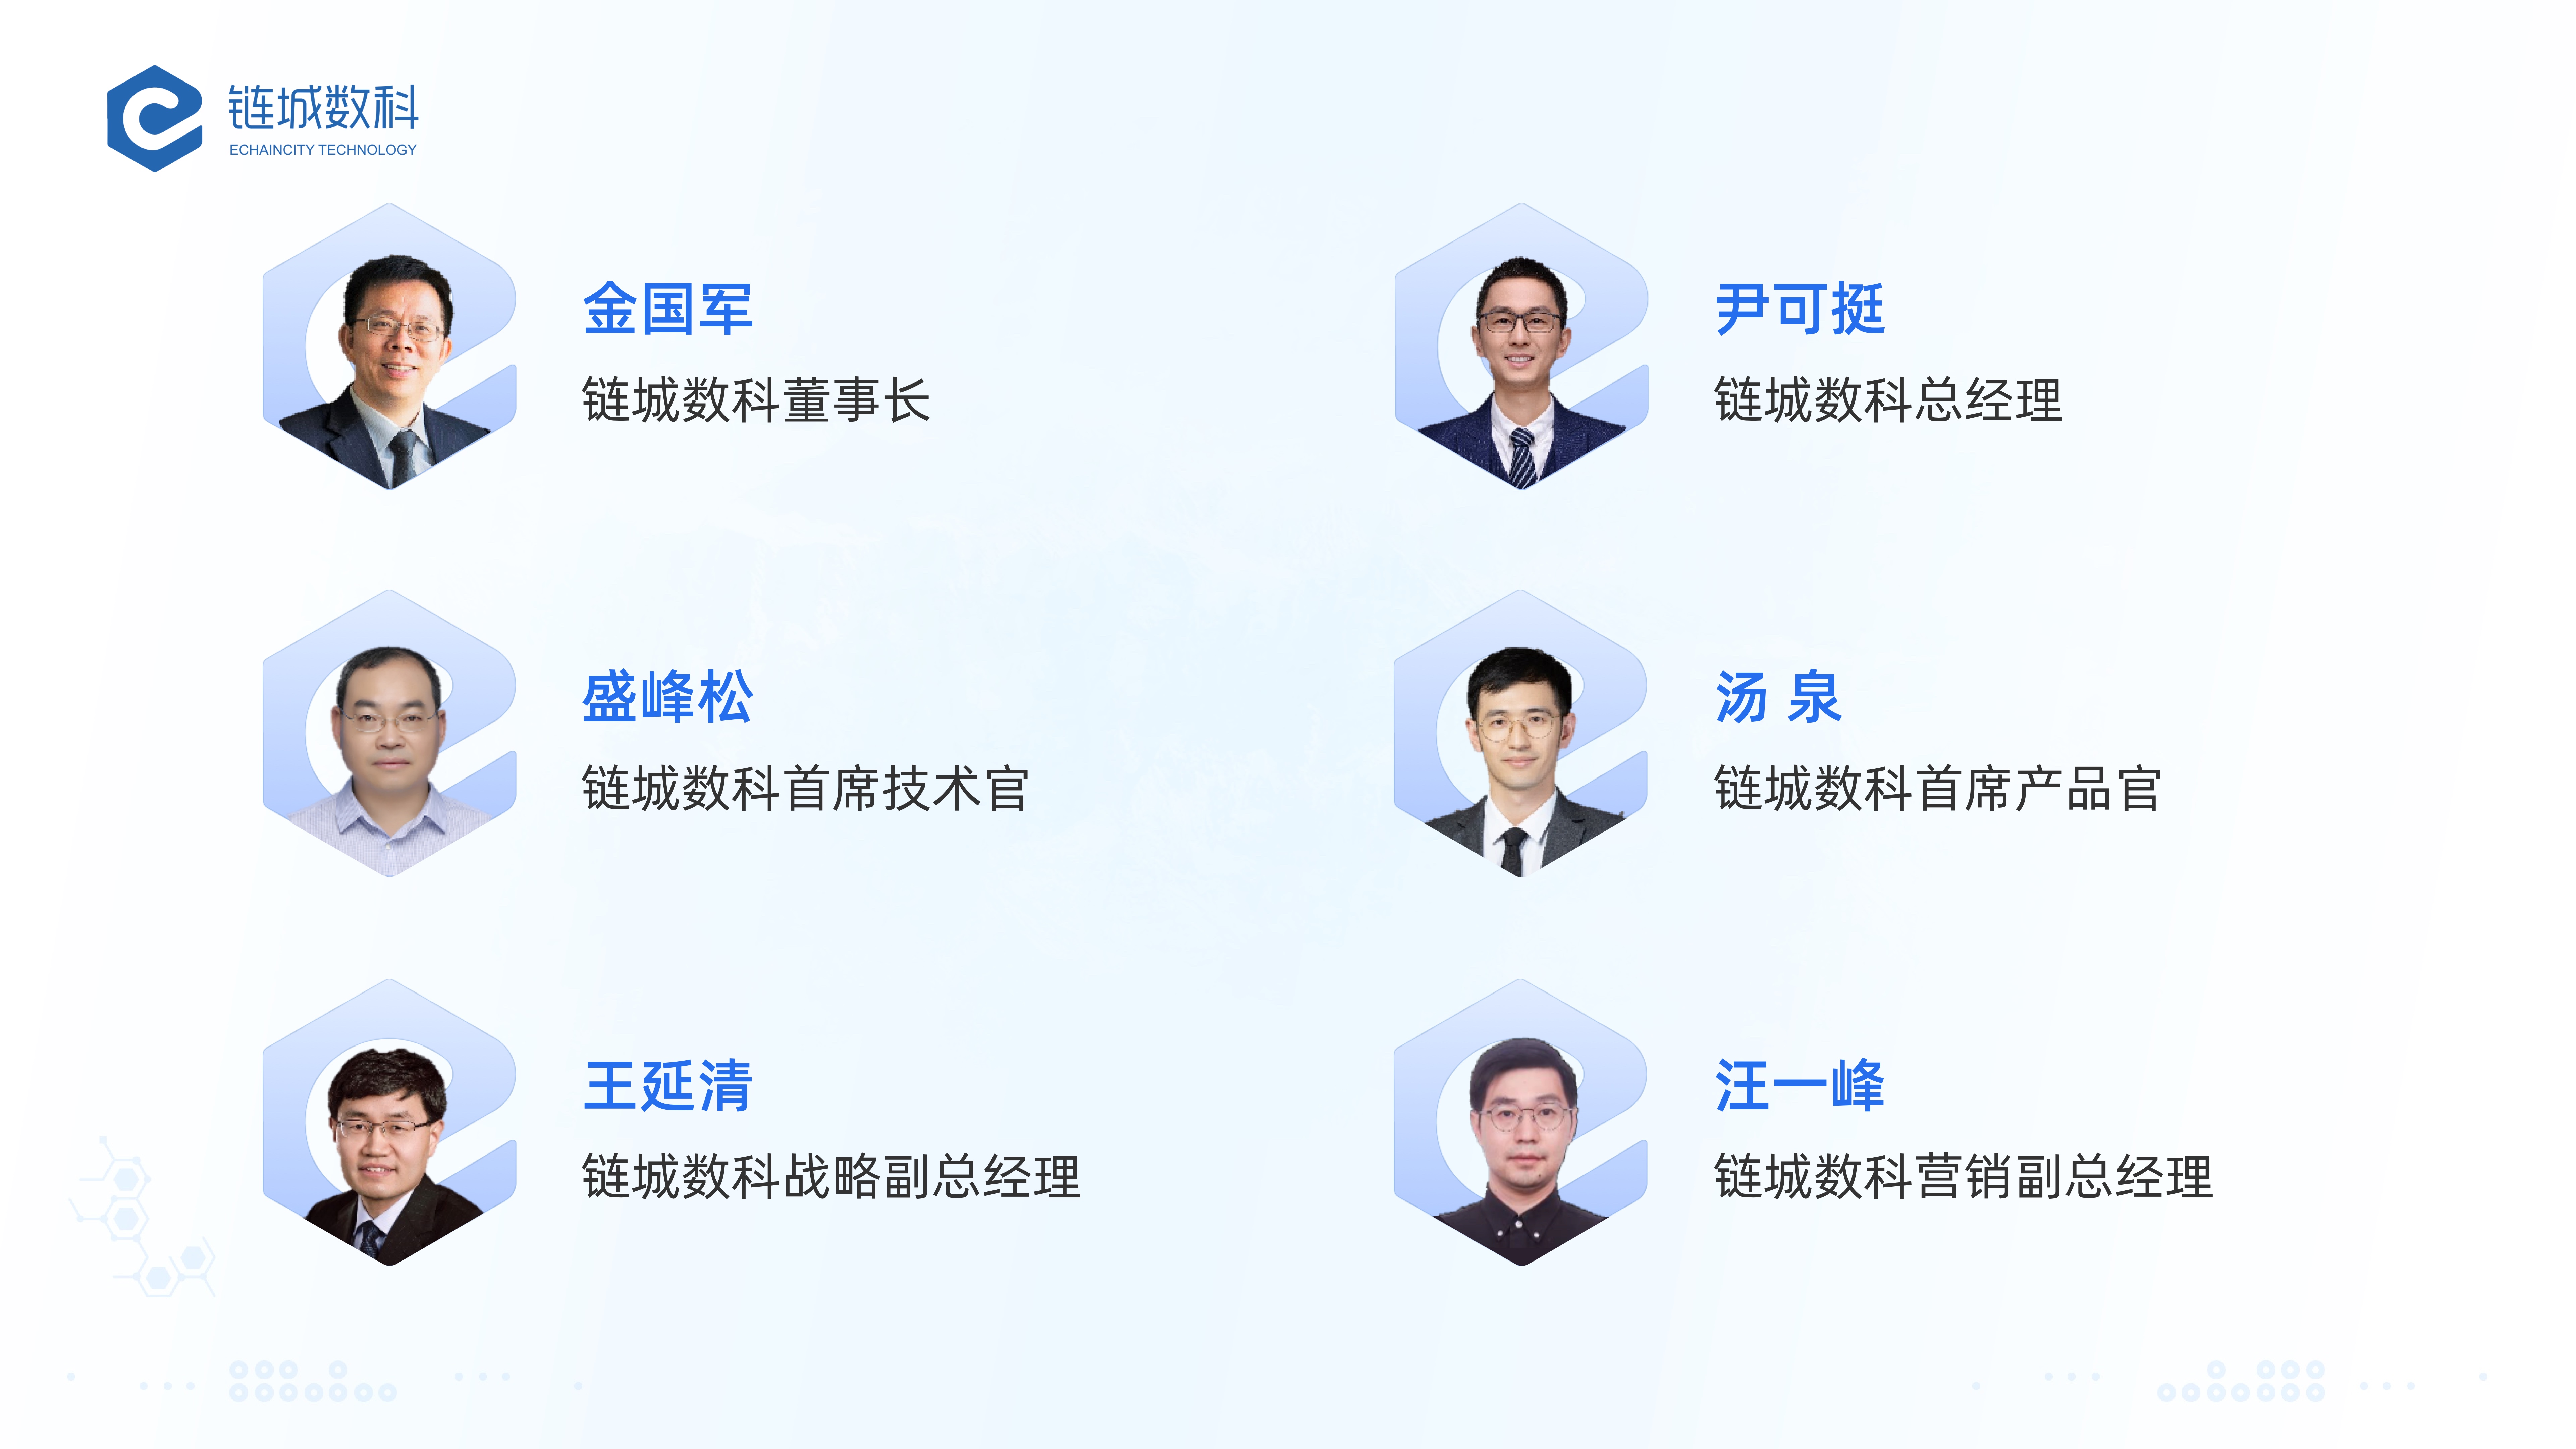 链城数科
ECHAINCITY TECHNOLOGY
金国军
链城数科董事长
尹可挺
链城数科总经理
盛峰松
链城数科首席技术官
汤 泉
链城数科首席产品官
王延清
链城数科战略副总经理
汪一峰
链城数科营销副总经理